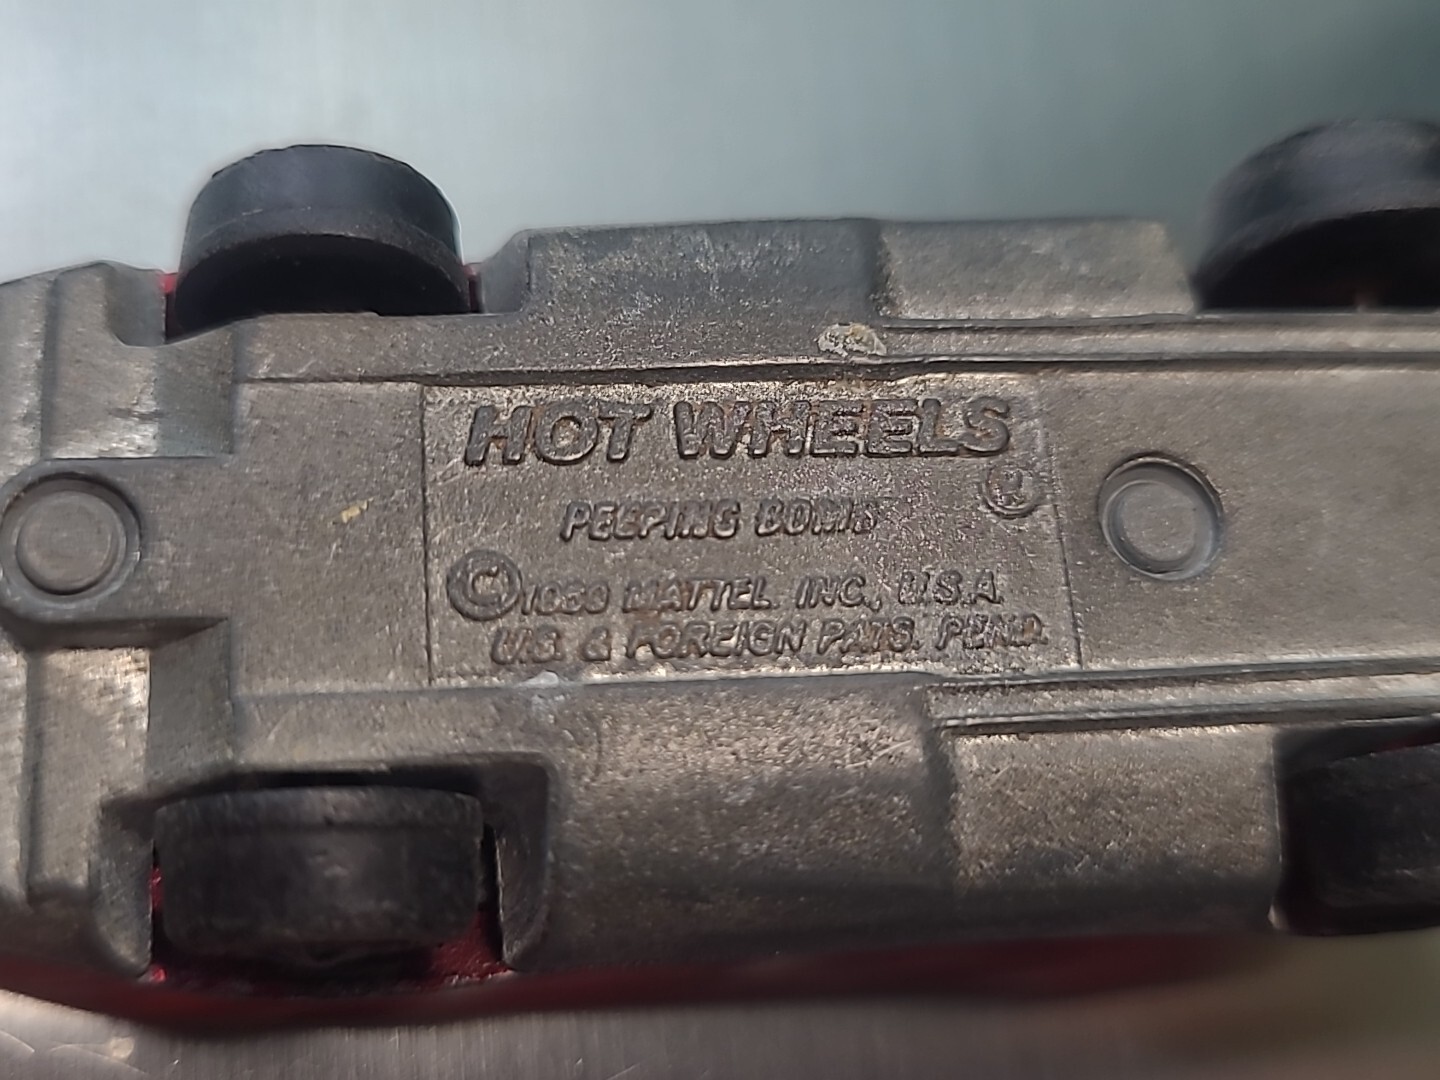 HOT WHEELS
®
PEEPING BOMB
© 1969 MATTEL INC., U.S.A.
U.S. & FOREIGN PATS. PEND.